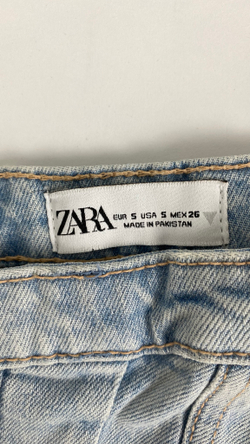 ZARA
EUR S USA S MEX 26
MADE IN PAKISTAN